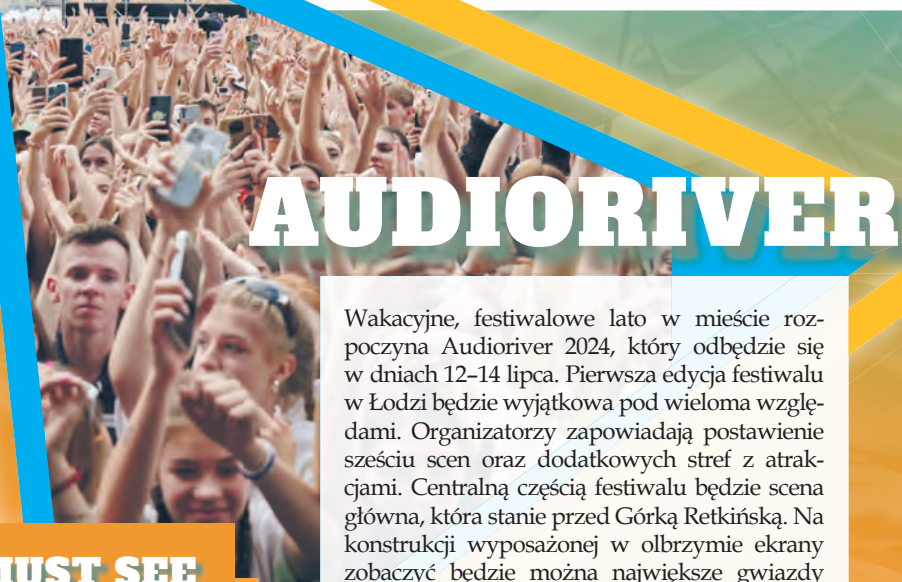 AUDIORIVER
Wakacyjne, festiwalowe lato w mieście roz-
poczyna Audioriver 2024, który odbędzie się
w dniach 12–14 lipca. Pierwsza edycja festiwalu
w Łodzi będzie wyjątkowa pod wieloma wzglę-
dami. Organizatorzy zapowiadają postawienie
sześciu scen oraz dodatkowych stref z atrak-
cjami. Centralną częścią festiwalu będzie scena
główna, która stanie przed Górką Retkińską. Na
konstrukcji wyposażonej w olbrzymie ekrany
zobaczyć będzie można największe gwiazdy
MUST SEE